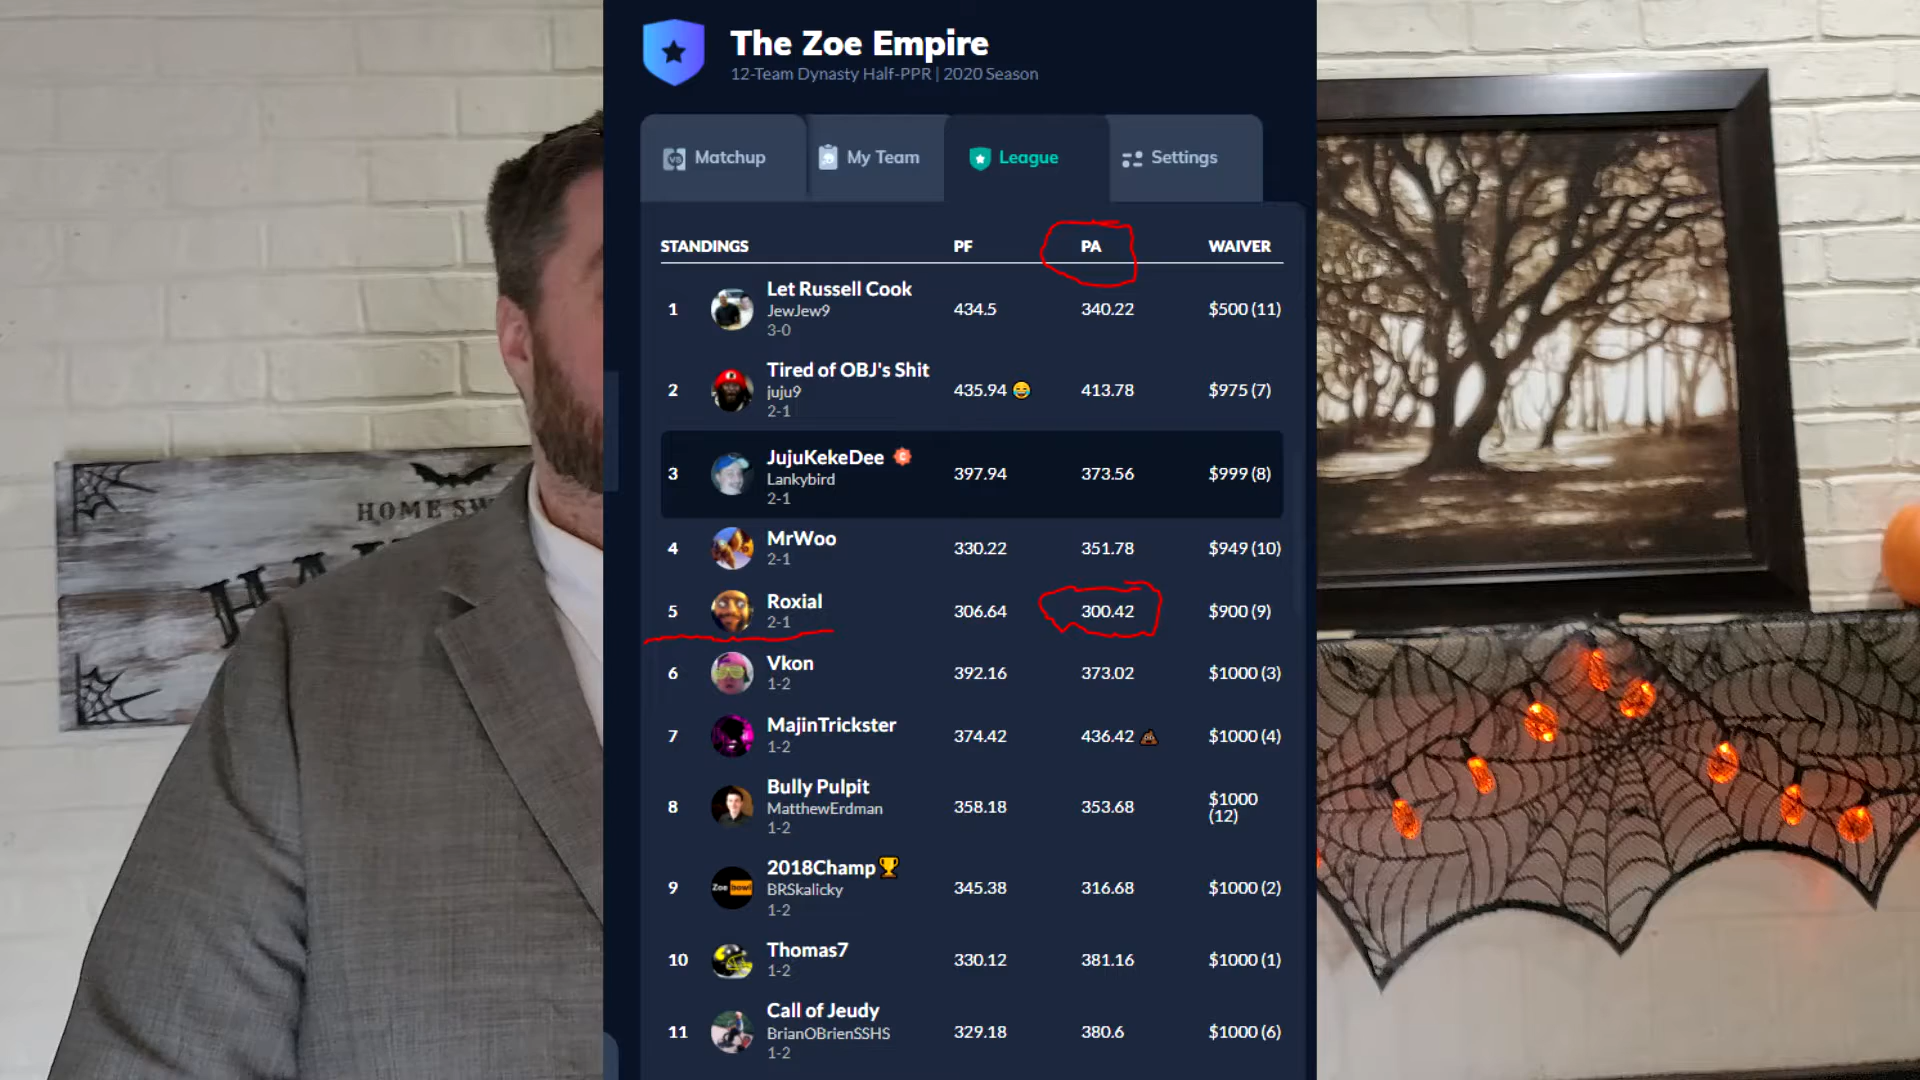 The Zoe Empire
12-Team Dynasty Half-PPR | 2020 Season
Matchup
My Team
League
Settings
STANDINGS PF PA WAIVER
1 Let Russell Cook 434.5 340.22 $500 (11)
JewJew9
3-0
2 Tired of OBJ's Shit 435.94 😂 413.78 $975 (7)
juju9
2-1
3 JujuKekeDee 397.94 373.56 $999 (8)
Lankybird
2-1
4 MrWoo 330.22 351.78 $949 (10)
2-1
5 Roxial 306.64 300.42 $900 (9)
2-1
6 Vkon 392.16 373.02 $1000 (3)
1-2
7 MajinTrickster 374.42 436.42 💩 $1000 (4)
1-2
8 Bully Pulpit 358.18 353.68 $1000 (12)
MatthewErdman
1-2
9 2018Champ🏆 345.38 316.68 $1000 (2)
BRSkalicky
1-2
10 Thomas7 330.12 381.16 $1000 (1)
1-2
11 Call of Jeudy 329.18 380.6 $1000 (6)
BrianOBrienSSHS
1-2
Zoe bowl
HOME SW
HA